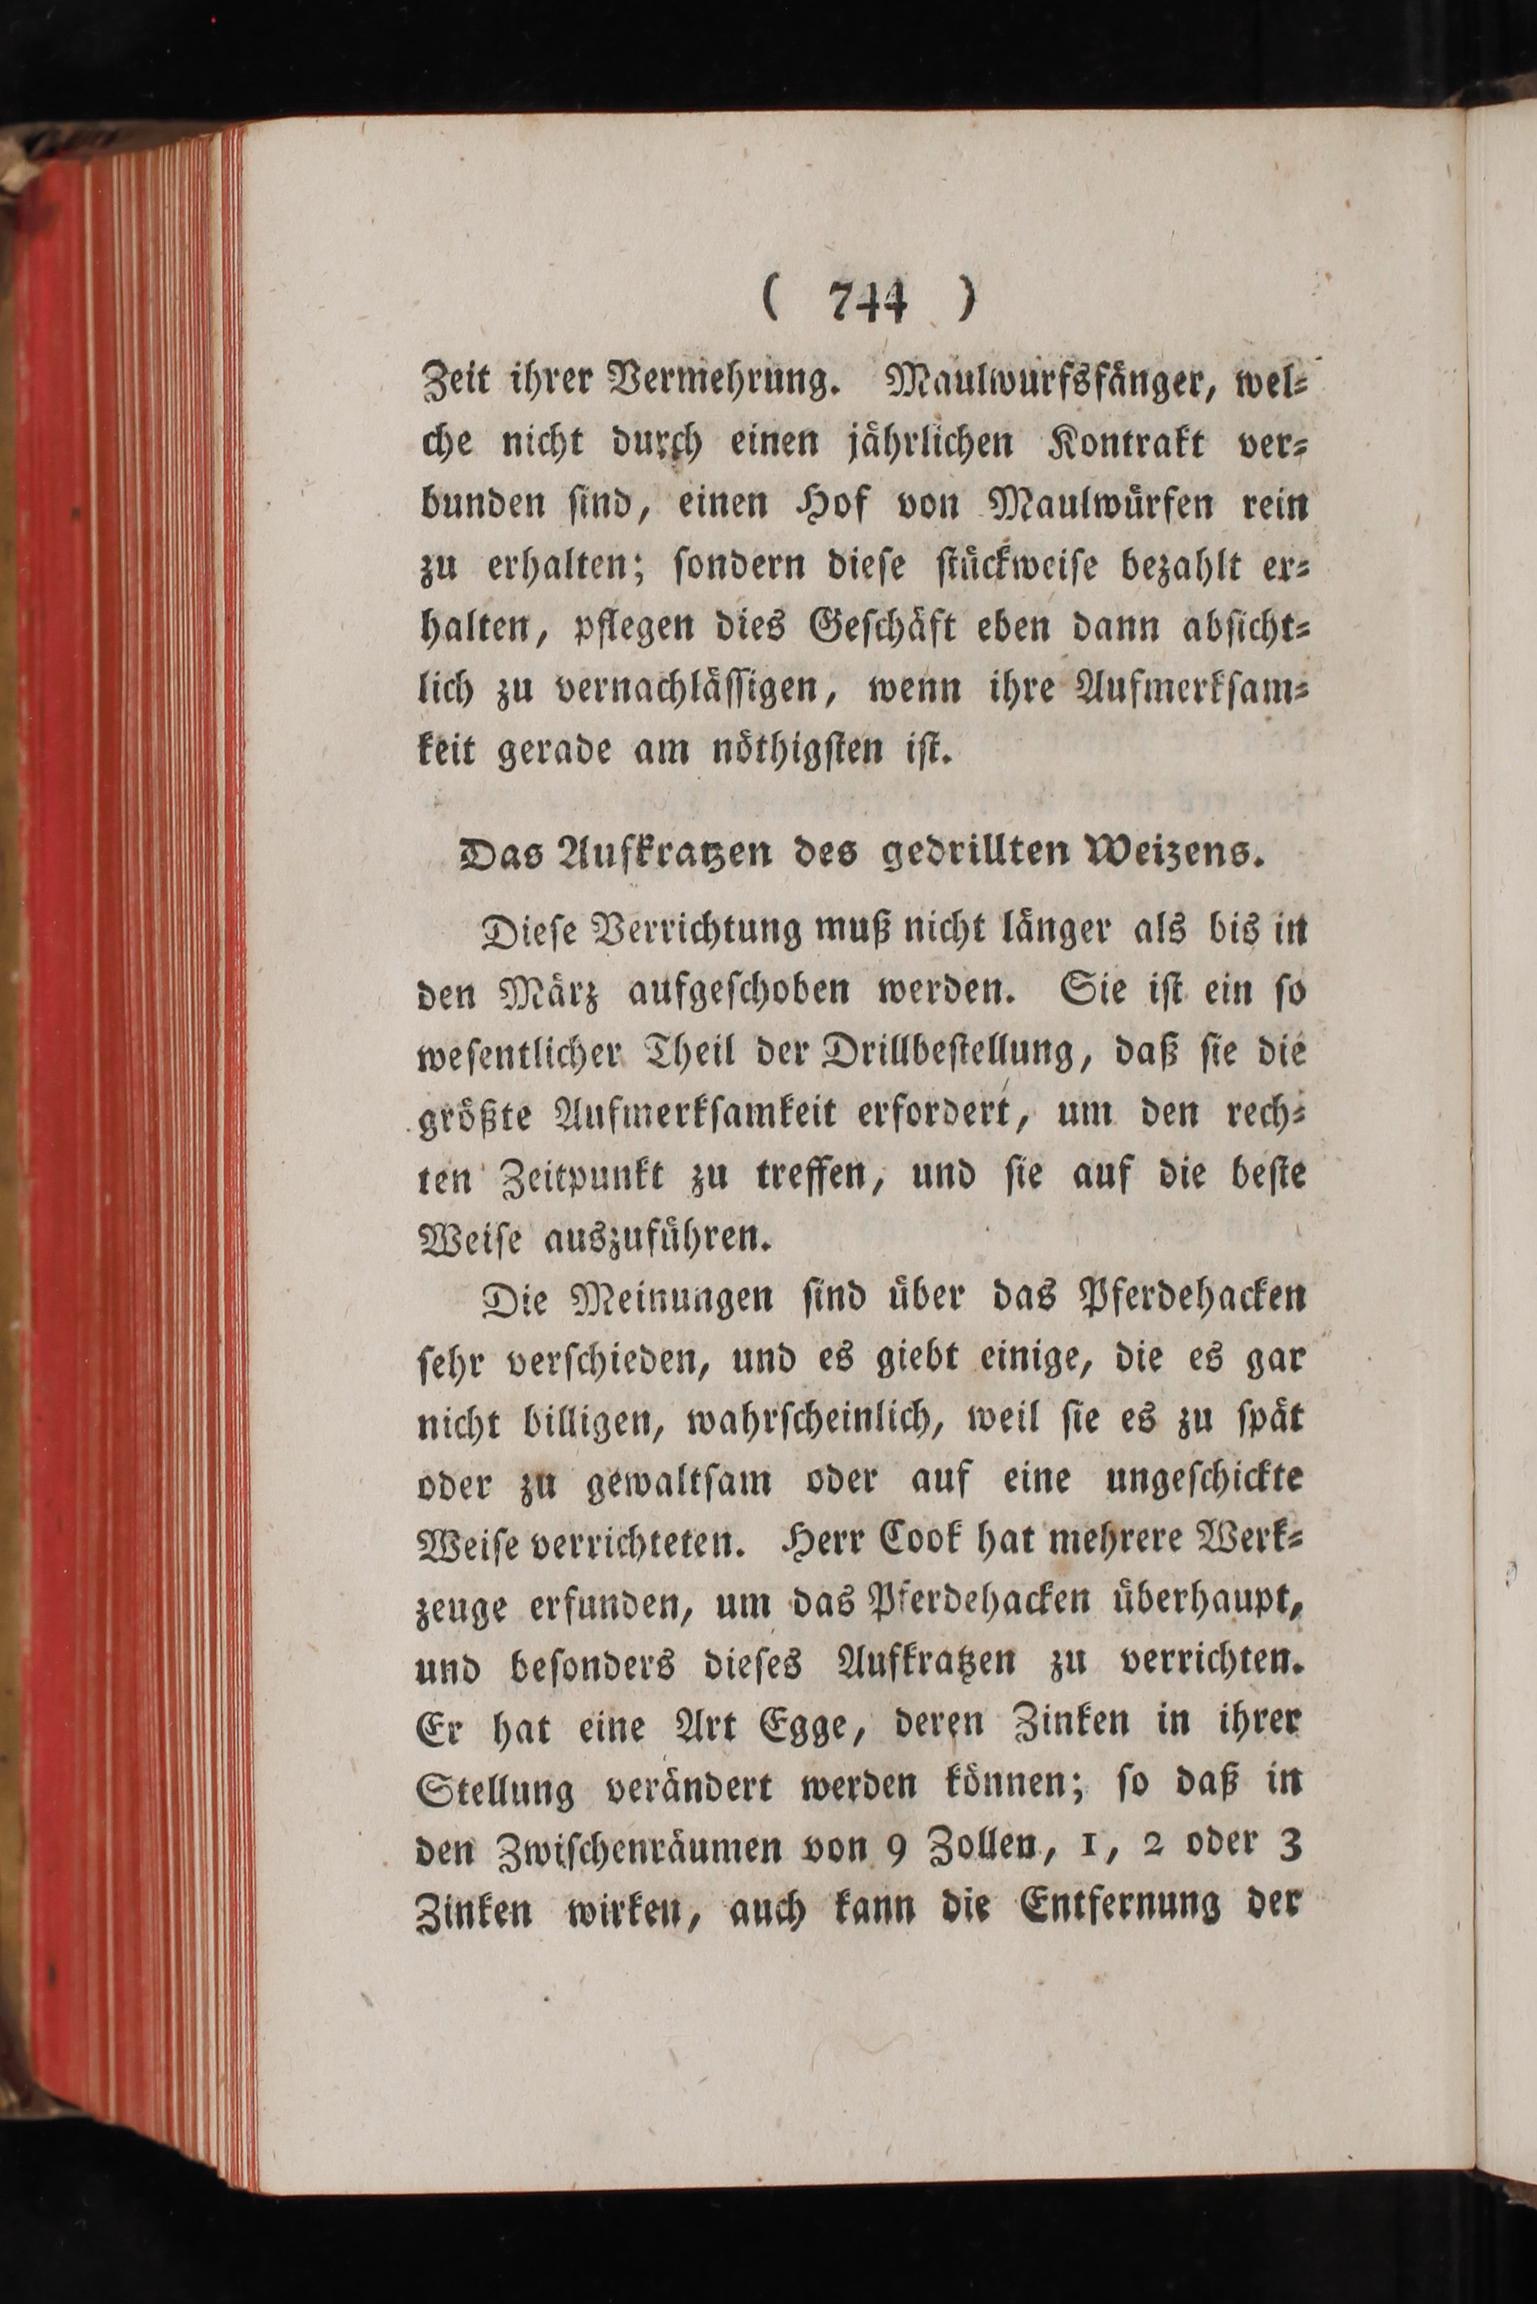 ( 744 )
Zeit ihrer Vermehrung. Maulwurfsfänger, wel⸗
che nicht durch einen jährlichen Kontrakt ver⸗
bunden ſind, einen Hof von Maulwürfen rein
zu erhalten; ſondern dieſe ſtückweiſe bezahlt er⸗
halten, pflegen dies Geſchäft eben dann abſicht⸗
lich zu vernachläſſigen, wenn ihre Aufmerkſam⸗
keit gerade am nöthigſten iſt.
Das Aufkratzen des gedrillten Weizens.
Dieſe Verrichtung muß nicht länger als bis in
den März aufgeſchoben werden. Sie iſt ein ſo
weſentlicher Theil der Drillbeſtellung, daß ſie die
größte Aufmerkſamkeit erfordert, um den rech⸗
ten Zeitpunkt zu treffen, und ſie auf die beſte
Weiſe auszuführen.
Die Meinungen ſind über das Pferdehacken
ſehr verſchieden, und es giebt einige, die es gar
nicht billigen, wahrſcheinlich, weil ſie es zu ſpät
oder zu gewaltſam oder auf eine ungeſchickte
Weiſe verrichteten. Herr Cook hat mehrere Werk⸗
zeuge erfunden, um das Pferdehacken überhaupt,
und beſonders dieſes Aufkratzen zu verrichten.
Er hat eine Art Egge, deren Zinken in ihrer
Stellung verändert werden können; ſo daß in
den Zwiſchenräumen von 9 Zollen, 1, 2 oder 3
Zinken wirken, auch kann die Entfernung der